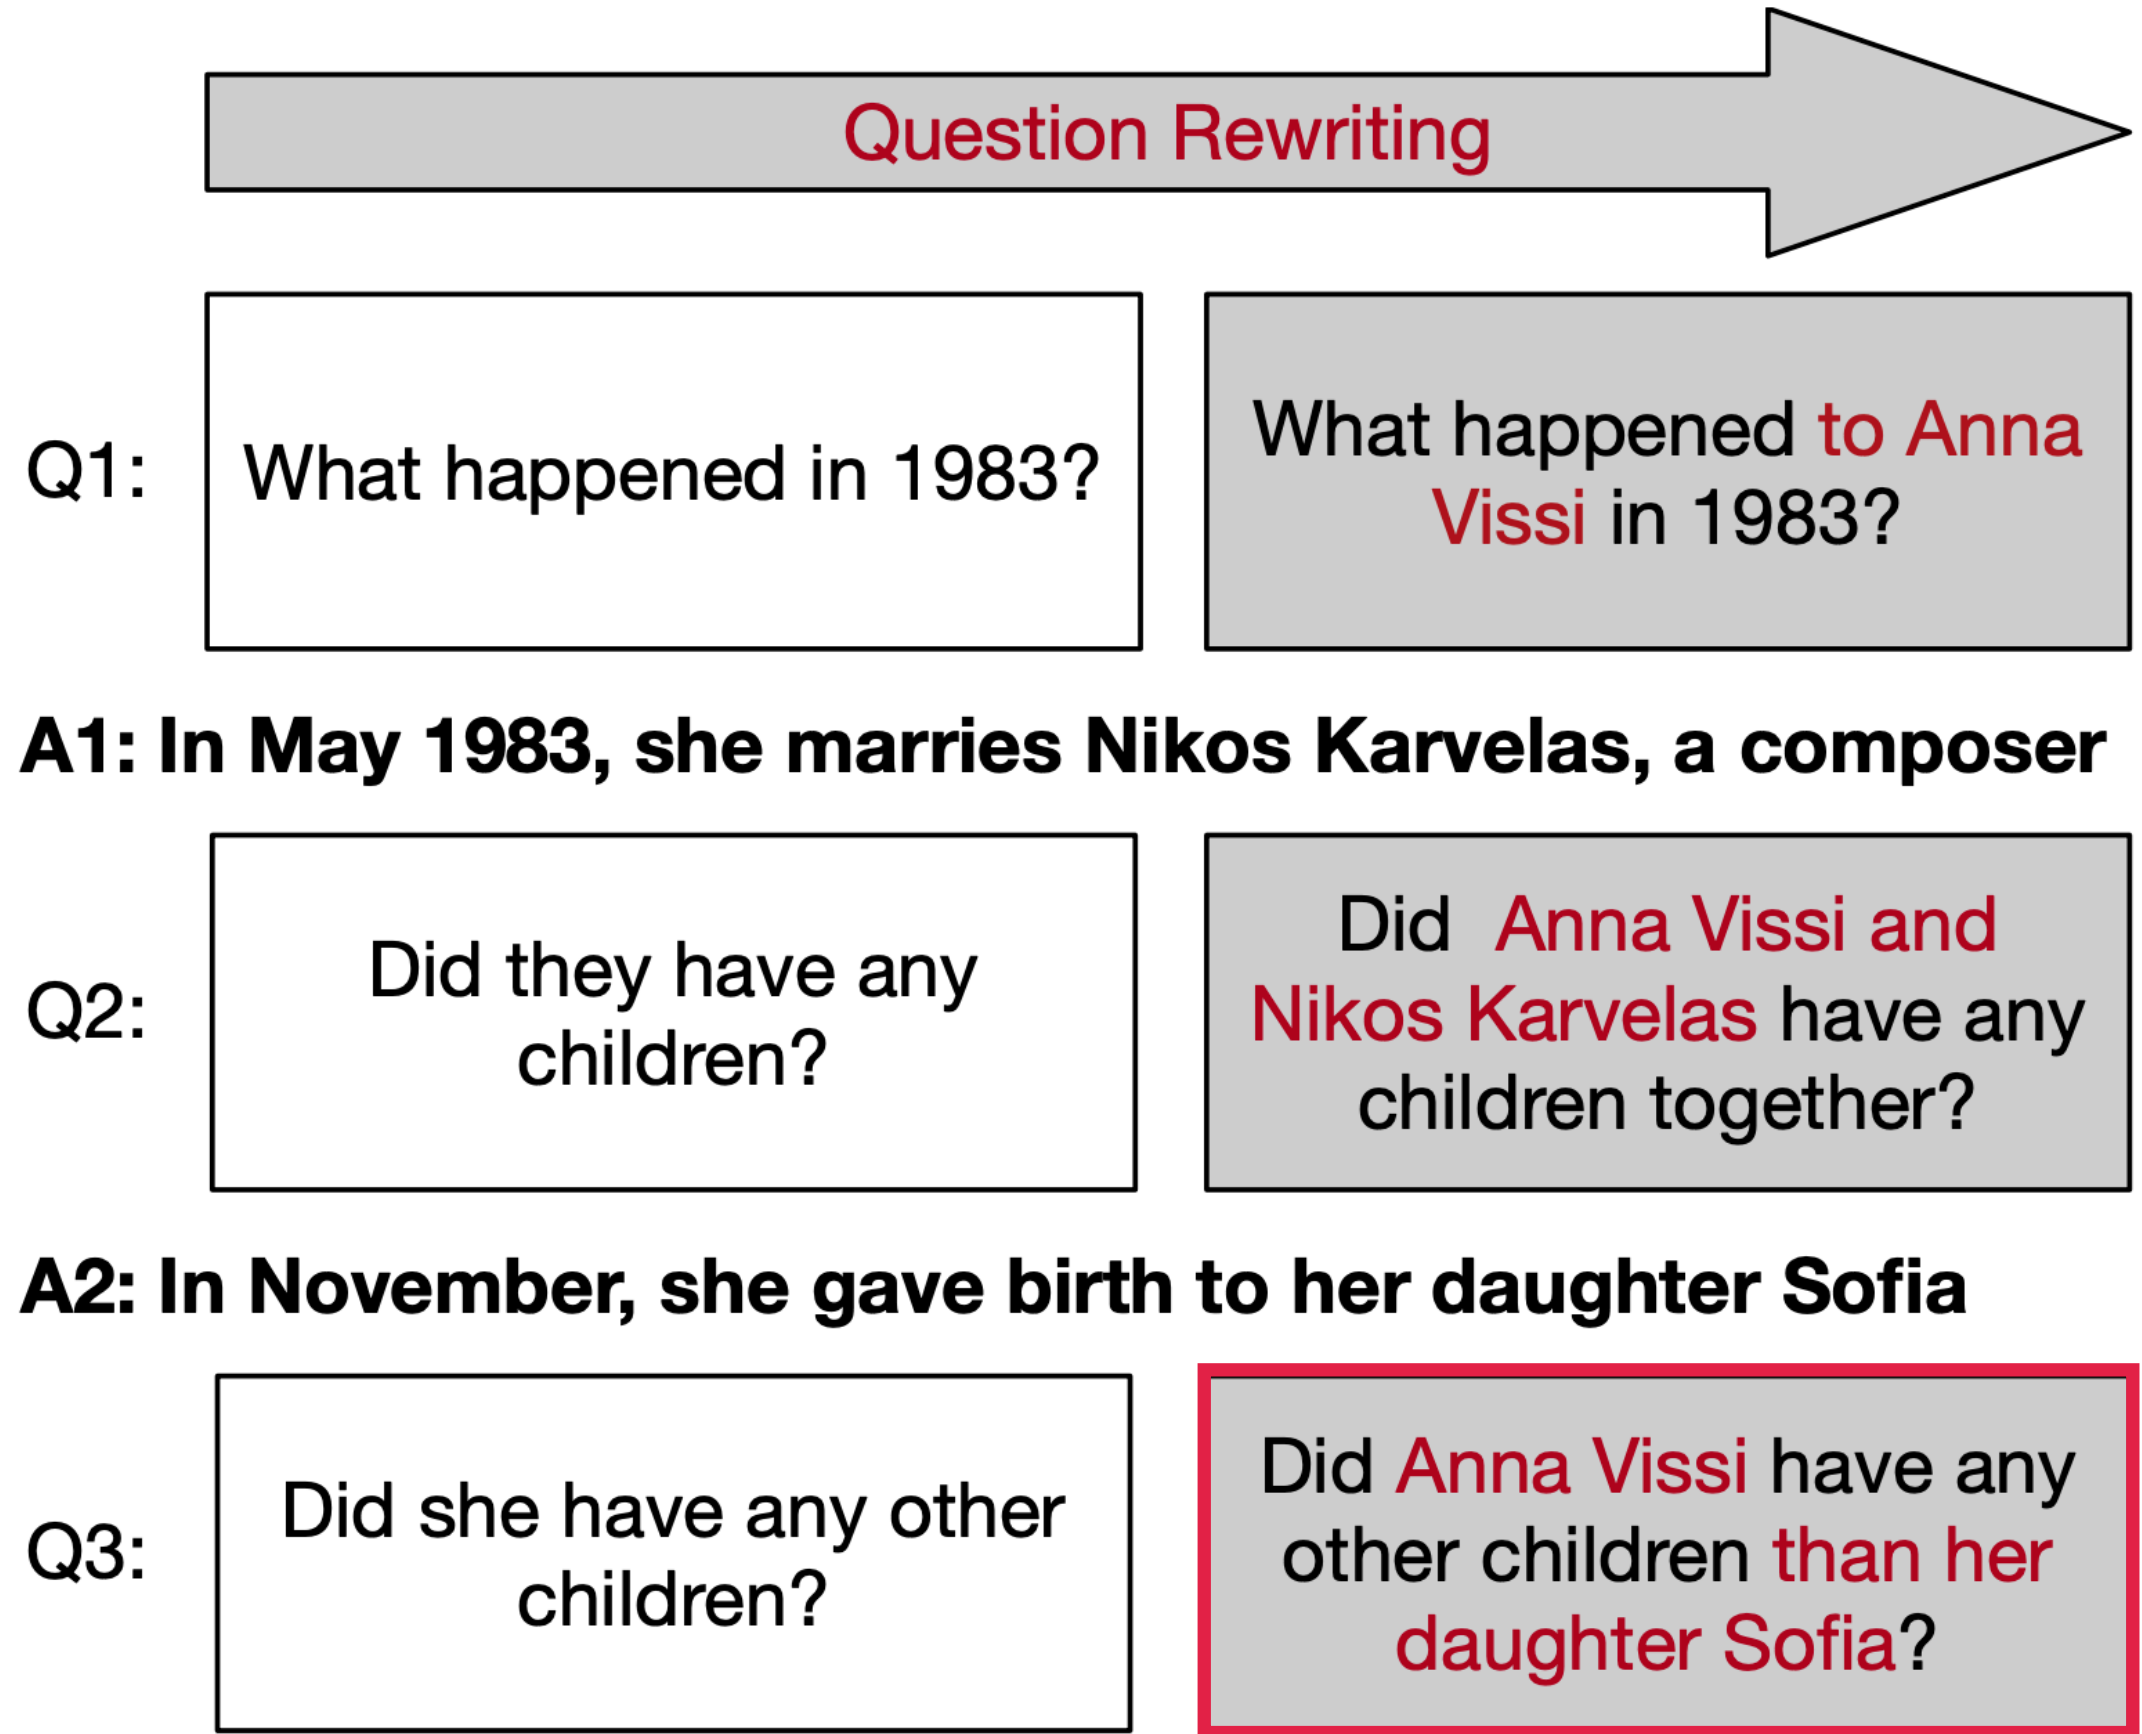 Question Rewriting
Q1:
What happened in 1983?
What happened to Anna
Vissi in 1983?
A1: In May 1983, she marries Nikos Karvelas, a composer
Q2:
Did they have any
children?
Did Anna Vissi and
Nikos Karvelas have any
children together?
A2: In November, she gave birth to her daughter Sofia
Q3:
Did she have any other
children?
Did Anna Vissi have any
other children than her
daughter Sofia?